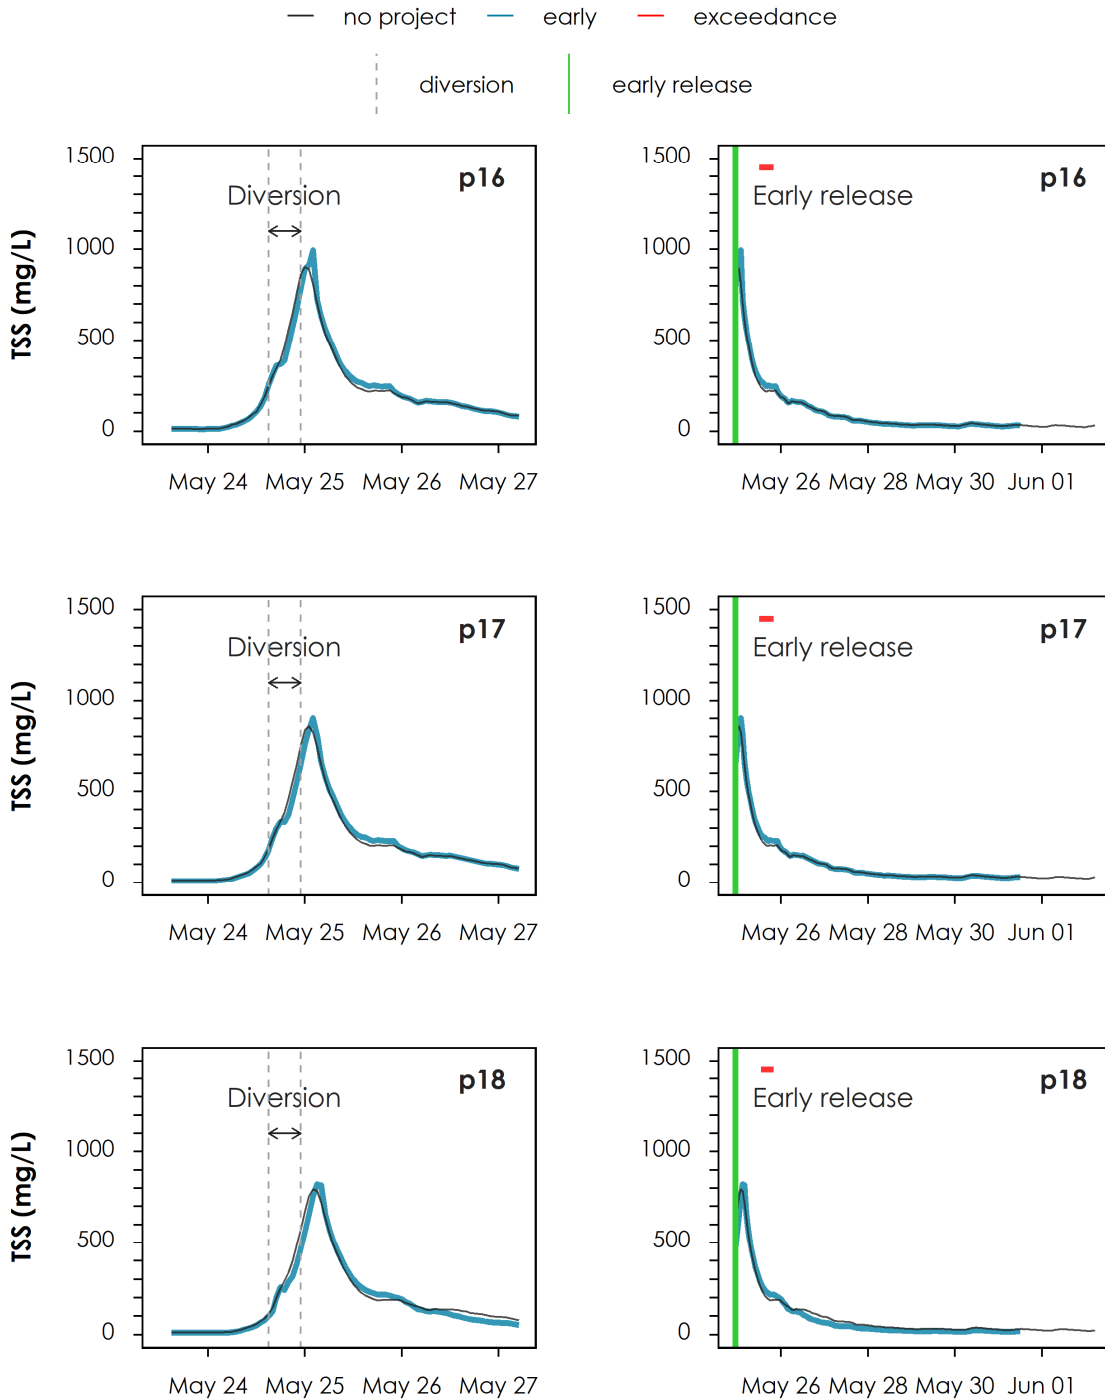 no project early exceedance
diversion early release
1500
1000
500
0
TSS (mg/L)
p16
Diversion
May 24 May 25 May 26 May 27
1500
1000
500
0
p16
Early release
May 26 May 28 May 30 Jun 01
1500
1000
500
0
TSS (mg/L)
p17
Diversion
May 24 May 25 May 26 May 27
1500
1000
500
0
p17
Early release
May 26 May 28 May 30 Jun 01
1500
1000
500
0
TSS (mg/L)
p18
Diversion
May 24 May 25 May 26 May 27
1500
1000
500
0
p18
Early release
May 26 May 28 May 30 Jun 01